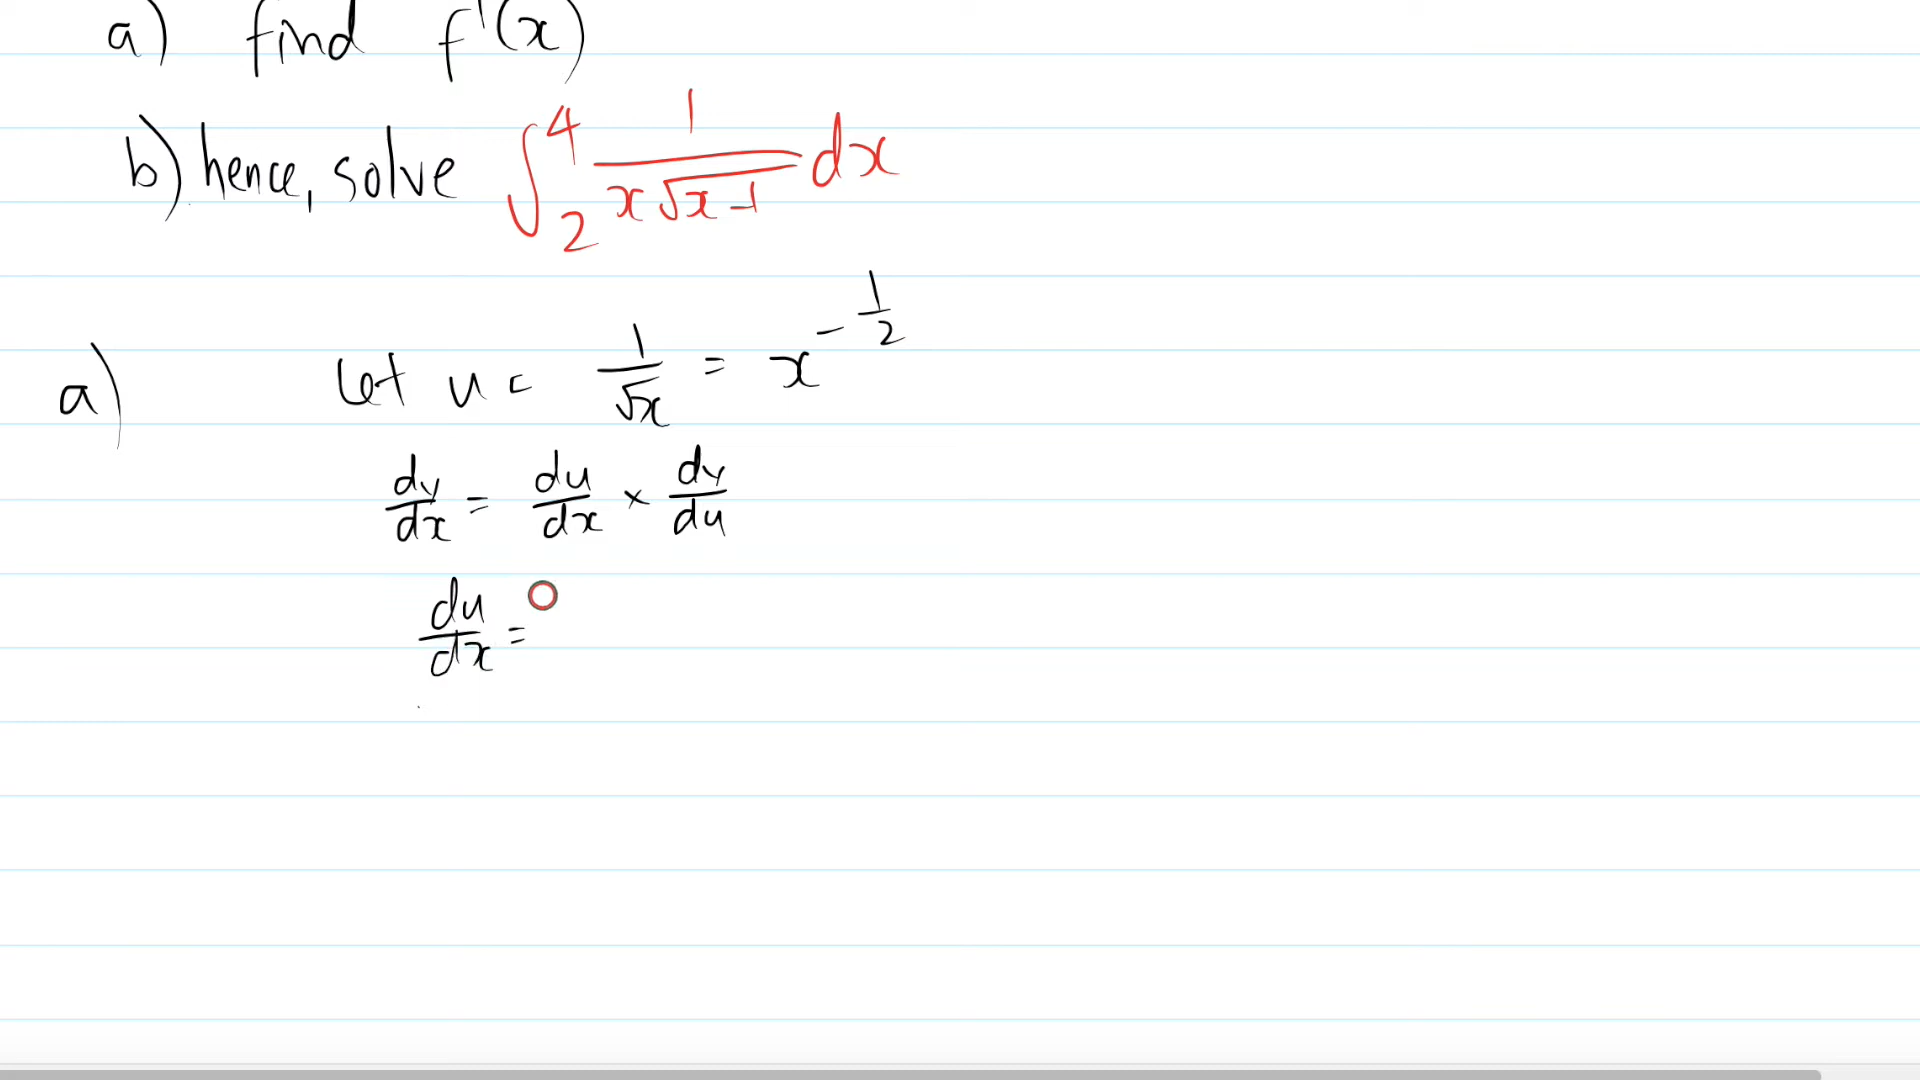 a) find f'(x)
b) hence, solve ∫₂⁴ 1/(x√(x-1)) dx
a) Let u = 1/√x = x^(-1/2)
dy/dx = du/dx × dy/du
du/dx =